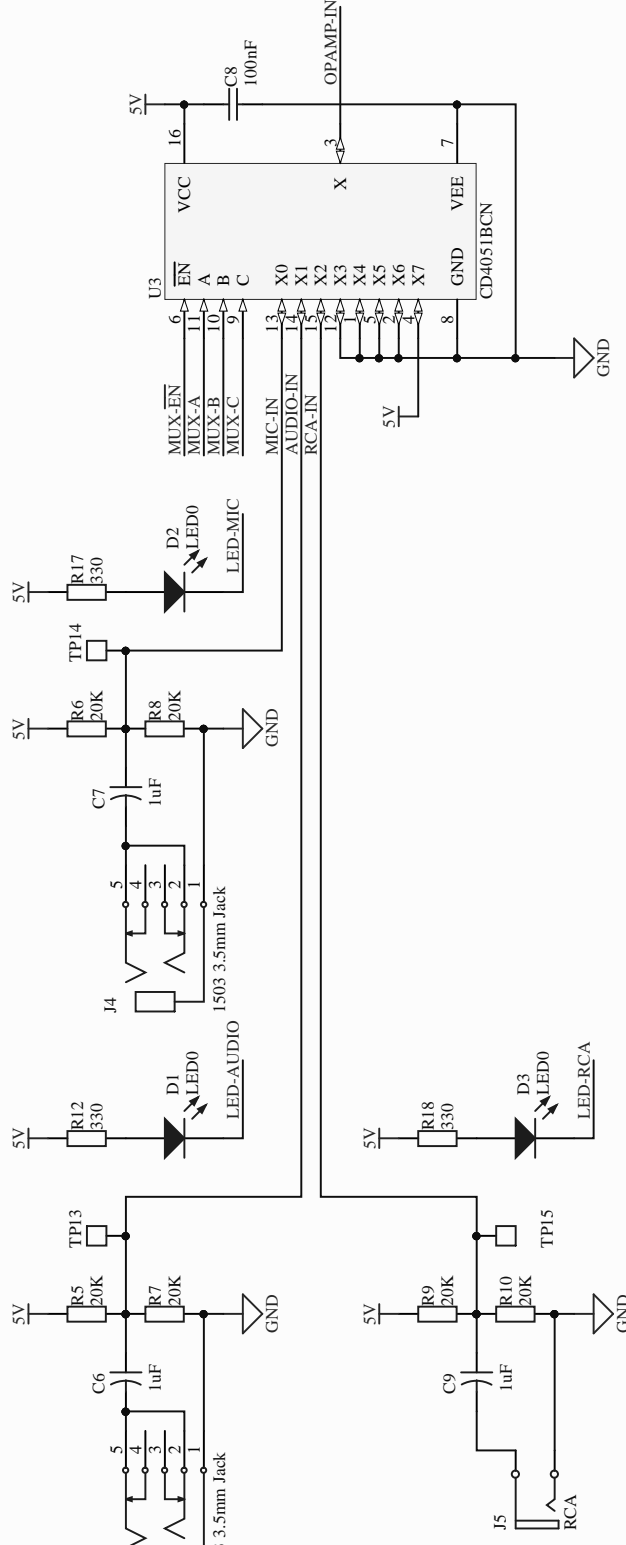 5V
C8
100nF
OPAMP-IN
16
3
7
VCC
X
VEE
U3
EN
A
B
C
X0
X1
X2
X3
X4
X5
X6
X7
GND
CD4051BCN
6
11
10
9
13
14
15
12
1
5
2
4
8
MUX-EN
MUX-A
MUX-B
MUX-C
MIC-IN
AUDIO-IN
RCA-IN
5V
GND
5V
R17
330
D2
LED0
LED-MIC
TP14
5V
R6
20K
R8
20K
GND
C7
1uF
5
4
3
2
1
J4
1503 3.5mm Jack
5V
R12
330
D1
LED0
LED-AUDIO
5V
R18
330
D3
LED0
LED-RCA
TP13
TP15
5V
R5
20K
R7
20K
GND
5V
R9
20K
R10
20K
GND
C6
1uF
C9
1uF
5
4
3
2
1
3.5mm Jack
J5
RCA